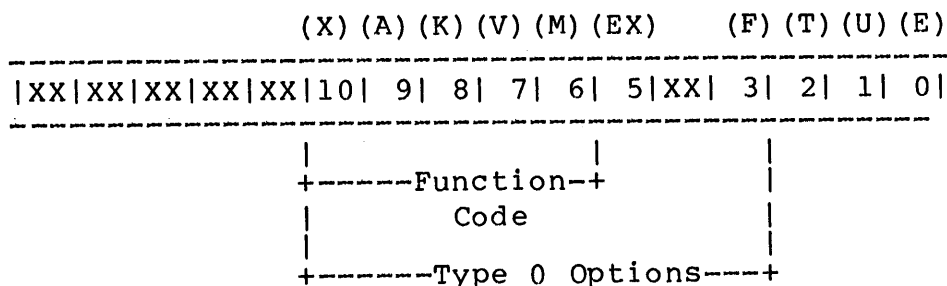 (X) (A) (K) (V) (M) (EX) (F) (T) (U) (E)
|XX|XX|XX|XX|XX|10| 9| 8| 7| 6| 5|XX| 3| 2| 1| 0|
+-----Function-+
Code
+------Type 0 Options---+